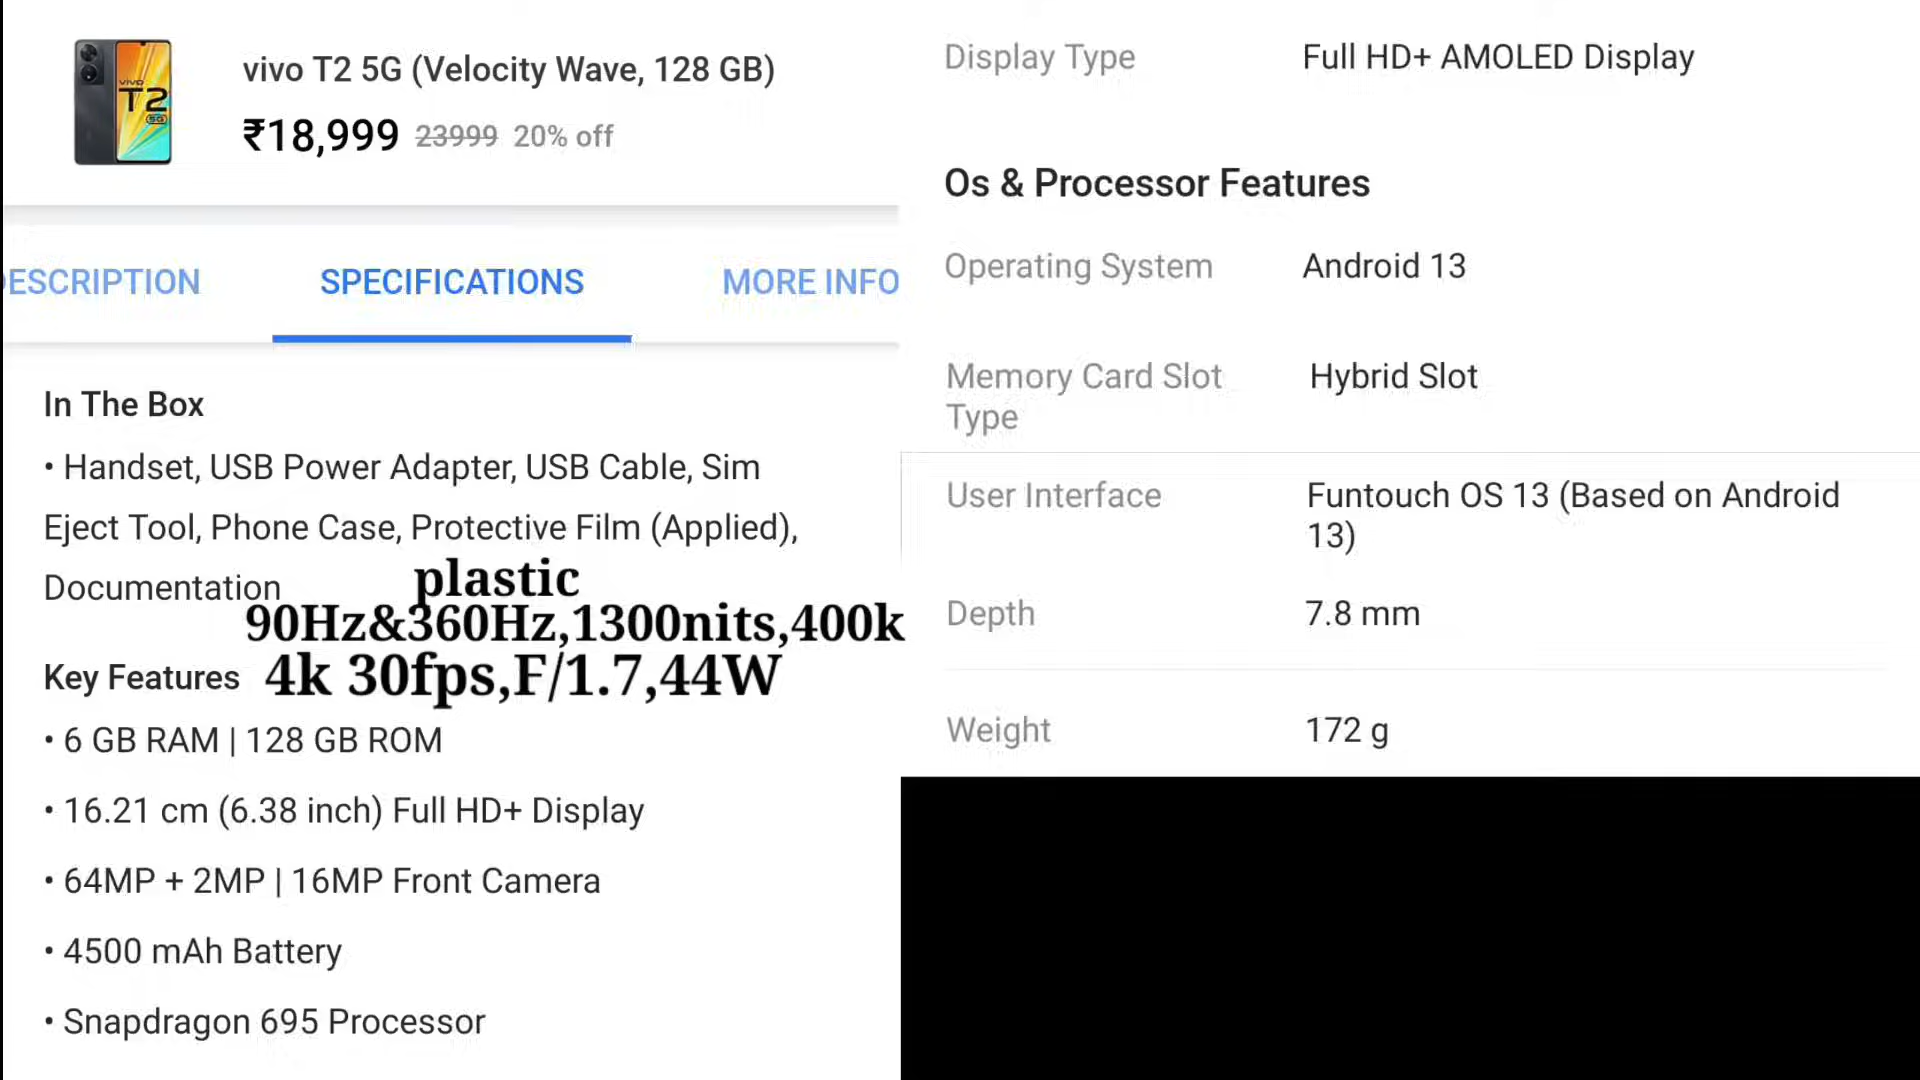 vivo T2 5G (Velocity Wave, 128 GB)
₹18,999 23999 20% off
vivo
T2
5G
ESCRIPTION SPECIFICATIONS MORE INFO
In The Box
• Handset, USB Power Adapter, USB Cable, Sim
Eject Tool, Phone Case, Protective Film (Applied),
Documentation
plastic
90Hz&360Hz,1300nits,400k
4k 30fps,F/1.7,44W
Key Features
• 6 GB RAM | 128 GB ROM
• 16.21 cm (6.38 inch) Full HD+ Display
• 64MP + 2MP | 16MP Front Camera
• 4500 mAh Battery
• Snapdragon 695 Processor
Display Type Full HD+ AMOLED Display
Os & Processor Features
Operating System Android 13
Memory Card Slot Hybrid Slot
Type
User Interface Funtouch OS 13 (Based on Android
13)
Depth 7.8 mm
Weight 172 g